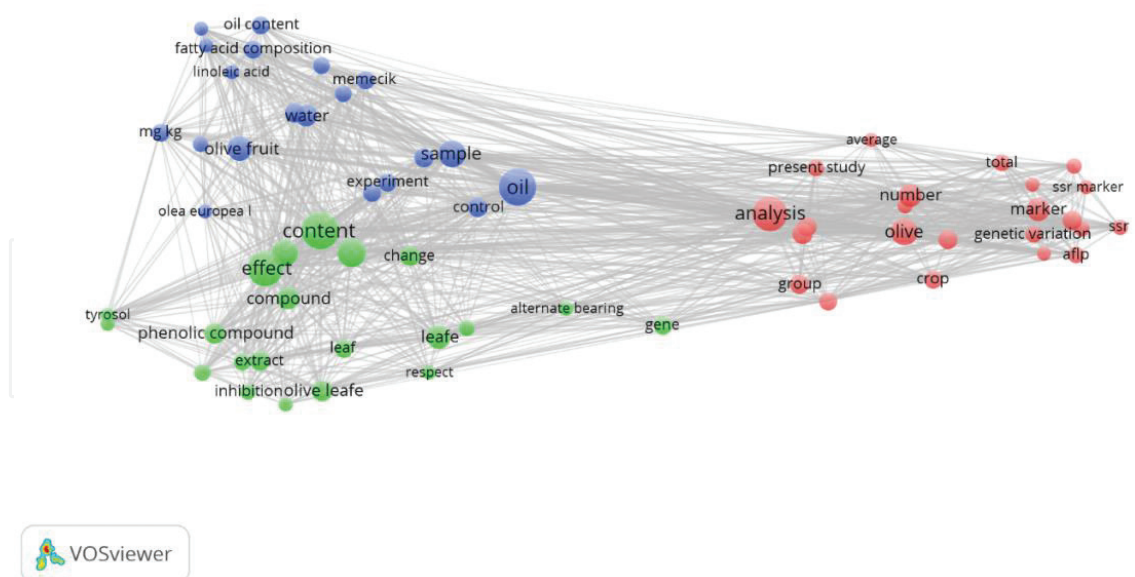 oil content
fatty acid composition
linoleic acid
memecik
water
mg kg
olive fruit
sample
experiment
oil
olea europea l
control
content
effect
change
compound
tyrosol
phenolic compound
alternate bearing
leafe
gene
leaf
extract
respect
inhibition
olive leafe
average
present study
total
number
ssr marker
analysis
marker
olive
genetic variation
ssr
aflp
group
crop
VOSviewer